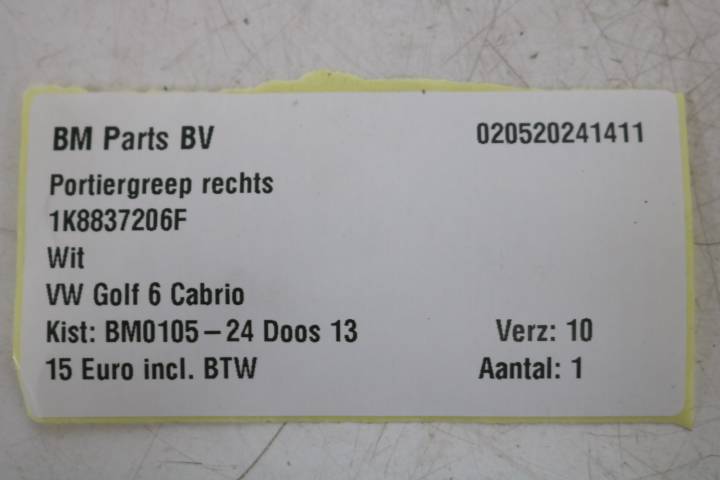 BM Parts BV 020520241411
Portiergreep rechts
1K8837206F
Wit
VW Golf 6 Cabrio
Kist: BM0105-24 Doos 13 Verz: 10
15 Euro incl. BTW Aantal: 1